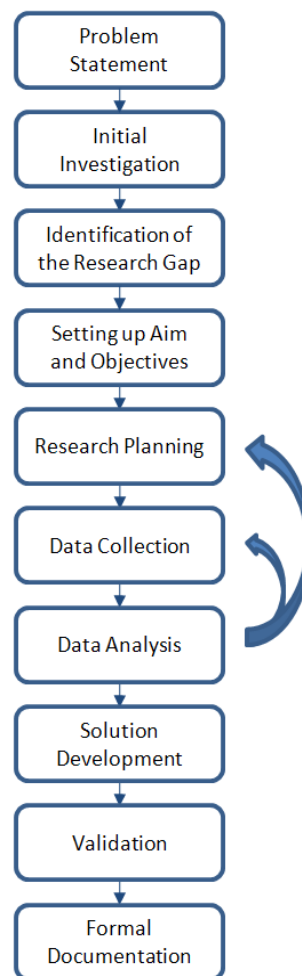 Problem
Statement
Initial
Investigation
Identification of
the Research Gap
Setting up Aim
and Objectives
Research Planning
Data Collection
Data Analysis
Solution
Development
Validation
Formal
Documentation